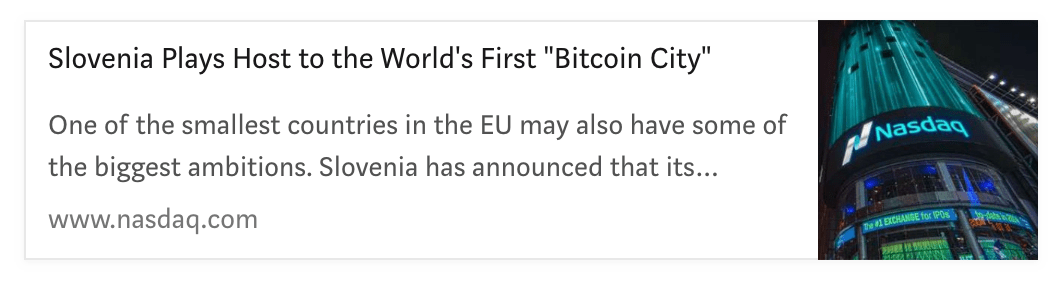 Slovenia Plays Host to the World's First "Bitcoin City"
One of the smallest countries in the EU may also have some of
the biggest ambitions. Slovenia has announced that its...
www.nasdaq.com
Nasdaq
The #1 EXCHANGE for IPOs